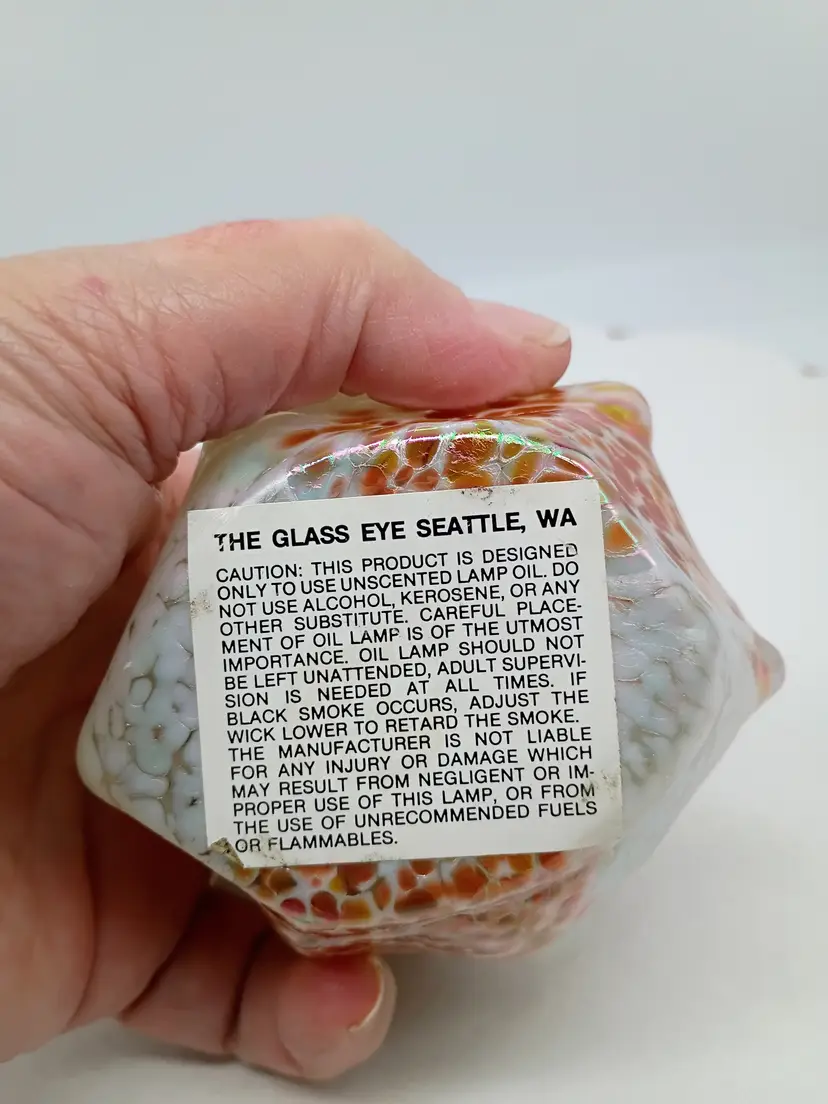 THE GLASS EYE SEATTLE, WA
CAUTION: THIS PRODUCT IS DESIGNED
ONLY TO USE UNSCENTED LAMP OIL. DO
NOT USE ALCOHOL, KEROSENE, OR ANY
OTHER SUBSTITUTE. CAREFUL PLACE-
MENT OF OIL LAMP IS OF THE UTMOST
IMPORTANCE. OIL LAMP SHOULD NOT
BE LEFT UNATTENDED, ADULT SUPERVI-
SION IS NEEDED AT ALL TIMES. IF
BLACK SMOKE OCCURS, ADJUST THE
WICK LOWER TO RETARD THE SMOKE.
THE MANUFACTURER IS NOT LIABLE
FOR ANY INJURY OR DAMAGE WHICH
MAY RESULT FROM NEGLIGENT OR IM-
PROPER USE OF THIS LAMP, OR FROM
THE USE OF UNRECOMMENDED FUELS
OR FLAMMABLES.